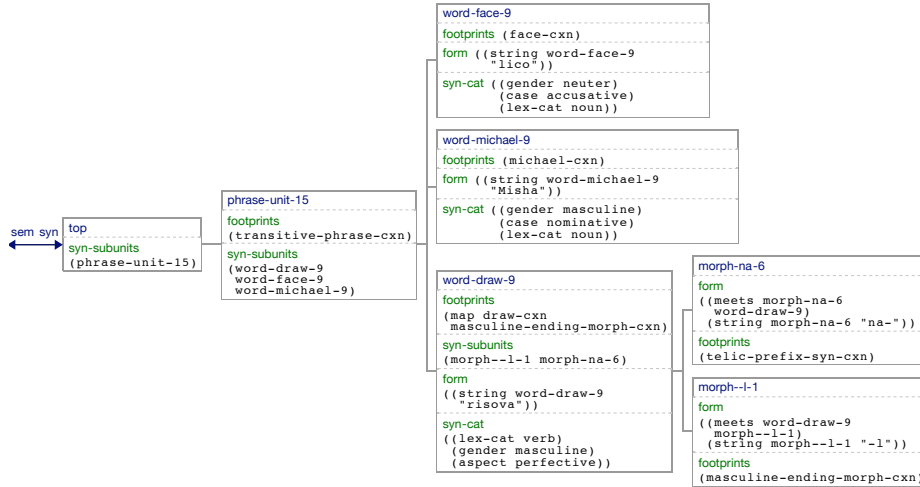 sem syn
top
syn-subunits
(phrase-unit-15)
phrase-unit-15
footprints
(transitive-phrase-cxn)
syn-subunits
(word-draw-9
word-face-9
word-michael-9)
word-face-9
footprints (face-cxn)
form ((string word-face-9
"lico"))
syn-cat ((gender neuter)
(case accusative)
(lex-cat noun))
word-michael-9
footprints (michael-cxn)
form ((string word-michael-9
"Misha"))
syn-cat ((gender masculine)
(case nominative)
(lex-cat noun))
word-draw-9
footprints
(map draw-cxn
masculine-ending-morph-cxn)
syn-subunits
(morph--l-1 morph-na-6)
form
((string word-draw-9
"risova"))
syn-cat
((lex-cat verb)
(gender masculine)
(aspect perfective))
morph-na-6
form
((meets morph-na-6
word-draw-9)
(string morph-na-6 "na-"))
footprints
(telic-prefix-syn-cxn)
morph--l-1
form
((meets word-draw-9
morph--l-1)
(string morph--l-1 "-l"))
footprints
(masculine-ending-morph-cxn)